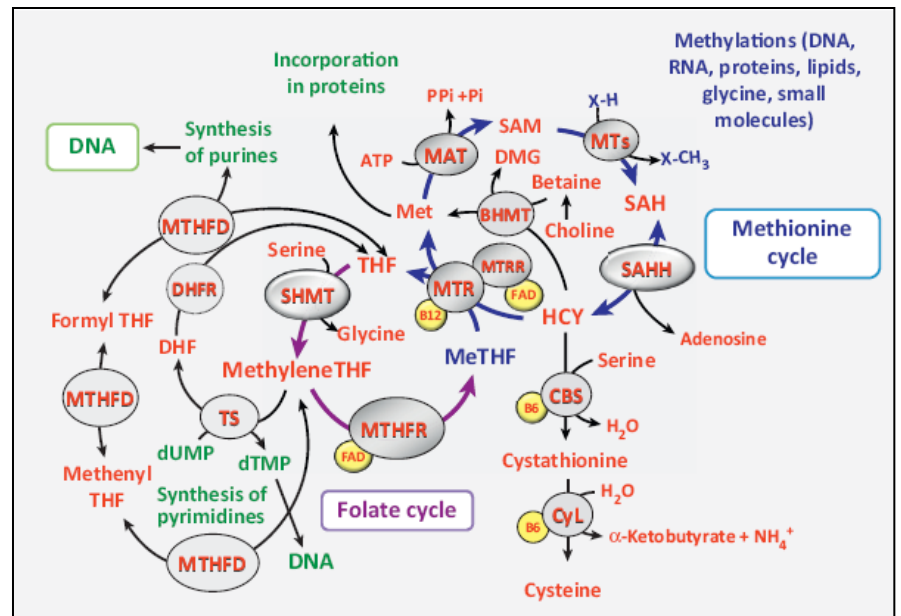 Incorporation
in proteins
Methylations (DNA,
RNA, proteins, lipids,
glycine, small
molecules)
PPi +Pi
SAM
X-H
MTs
X-CH₃
DNA
Synthesis
of purines
ATP
MAT
DMG
Betaine
SAH
Met
BHMT
Choline
Methionine
cycle
MTHFD
Serine
THF
MTRR
SAHH
DHFR
SHMT
MTR
FAD
B12
Formyl THF
Glycine
HCY
Adenosine
DHF
MethyleneTHF
MeTHF
Serine
MTHFD
TS
MTHFR
FAD
B6
CBS
H₂O
dUMP
dTMP
Cystathionine
Methenyl
THF
Synthesis of
pyrimidines
Folate cycle
H₂O
B6
CyL
α-Ketobutyrate + NH₄⁺
MTHFD
DNA
Cysteine